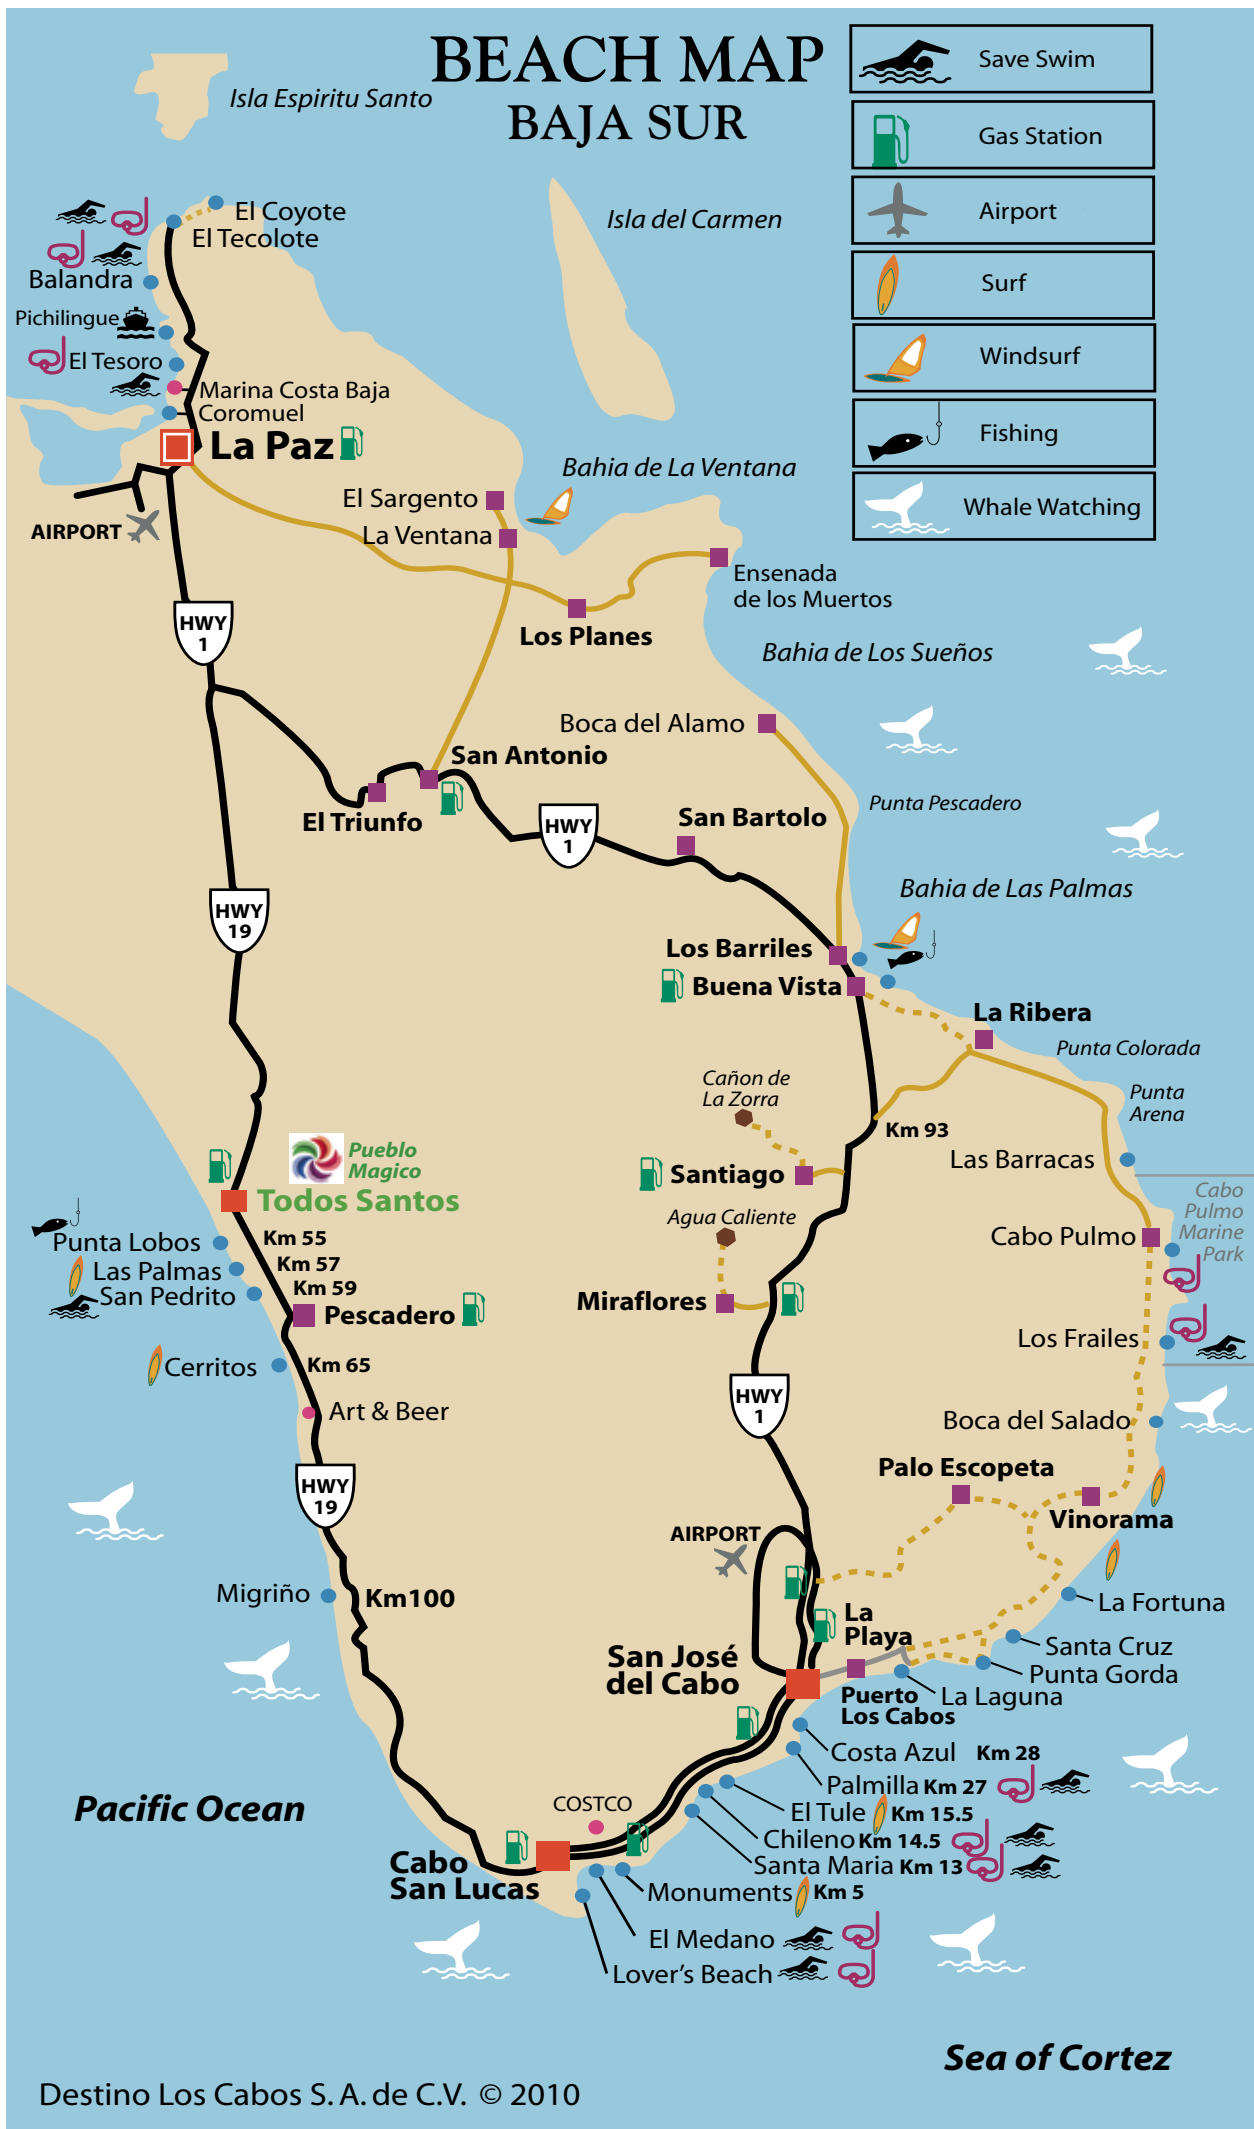 BEACH MAP
BAJA SUR
Save Swim
Gas Station
Airport
Surf
Windsurf
Fishing
Whale Watching
Isla Espiritu Santo
Isla del Carmen
El Coyote
El Tecolote
Balandra
Pichilingue
El Tesoro
Marina Costa Baja
Coromuel
La Paz
AIRPORT
El Sargento
La Ventana
Bahia de La Ventana
Ensenada
de los Muertos
Los Planes
HWY
1
Bahia de Los Sueños
Boca del Alamo
San Antonio
El Triunfo
HWY
1
San Bartolo
Punta Pescadero
Bahia de Las Palmas
HWY
19
Los Barriles
Buena Vista
La Ribera
Punta Colorada
Cañon de
La Zorra
Punta
Arena
Km 93
Pueblo
Magico
Todos Santos
Santiago
Las Barracas
Cabo
Pulmo
Marine
Park
Agua Caliente
Cabo Pulmo
Punta Lobos
Km 55
Las Palmas
Km 57
San Pedrito
Km 59
Pescadero
Miraflores
Los Frailes
Cerritos
Km 65
Art & Beer
HWY
1
Boca del Salado
HWY
19
Palo Escopeta
Vinorama
AIRPORT
Migriño
Km100
La Fortuna
La
Playa
Santa Cruz
Punta Gorda
San José
del Cabo
Puerto
Los Cabos
La Laguna
Costa Azul Km 28
Palmilla Km 27
El Tule Km 15.5
Chileno Km 14.5
Santa Maria Km 13
Pacific Ocean
COSTCO
Cabo
San Lucas
Monuments Km 5
El Medano
Lover's Beach
Sea of Cortez
Destino Los Cabos S. A. de C.V. © 2010